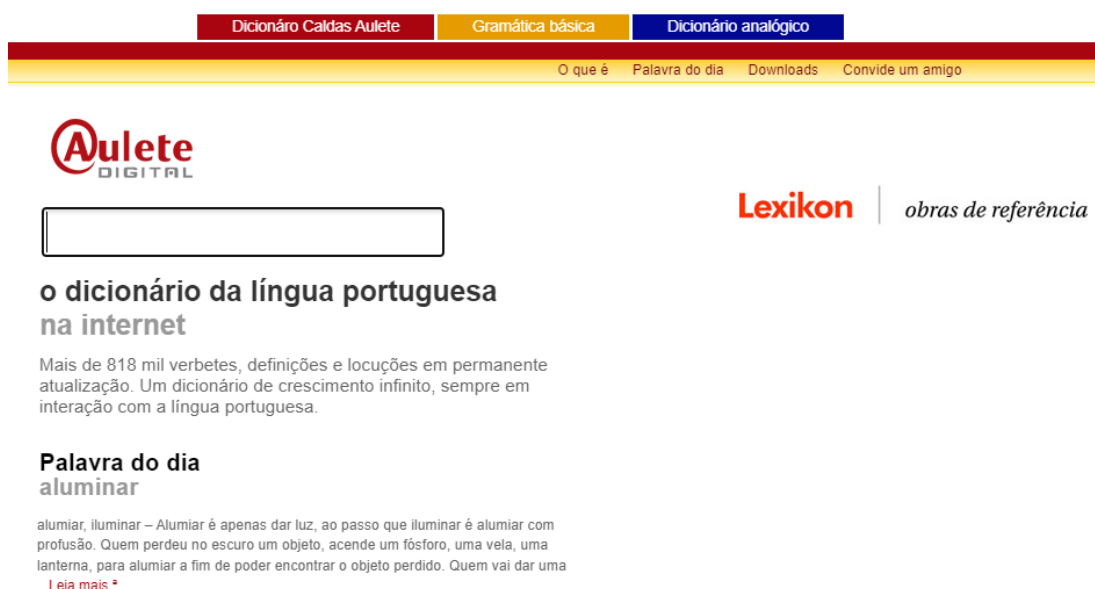 Dicionáro Caldas Aulete Gramática básica Dicionário analógico
O que é Palavra do dia Downloads Convide um amigo
Aulete
DIGITAL
Lexikon obras de referência
o dicionário da língua portuguesa
na internet
Mais de 818 mil verbetes, definições e locuções em permanente
atualização. Um dicionário de crescimento infinito, sempre em
interação com a língua portuguesa.
Palavra do dia
aluminar
alumiar, iluminar – Alumiar é apenas dar luz, ao passo que iluminar é alumiar com
profusão. Quem perdeu no escuro um objeto, acende um fósforo, uma vela, uma
lanterna, para alumiar a fim de poder encontrar o objeto perdido. Quem vai dar uma
...Leia mais ª